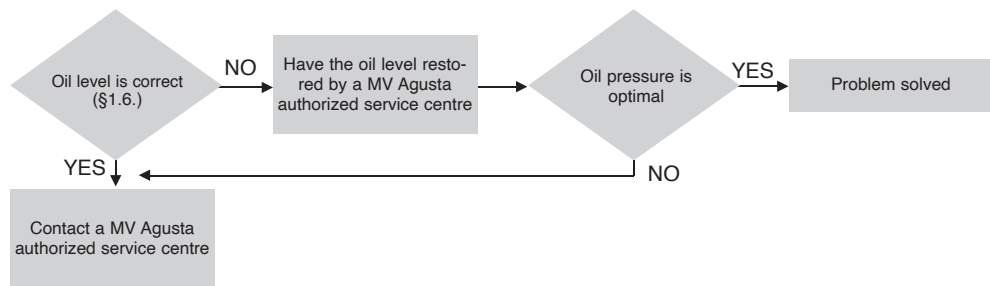 Oil level is correct
(§1.6.)
NO
Have the oil level resto-
red by a MV Agusta
authorized service centre
Oil pressure is
optimal
YES
Problem solved
YES
NO
Contact a MV Agusta
authorized service centre